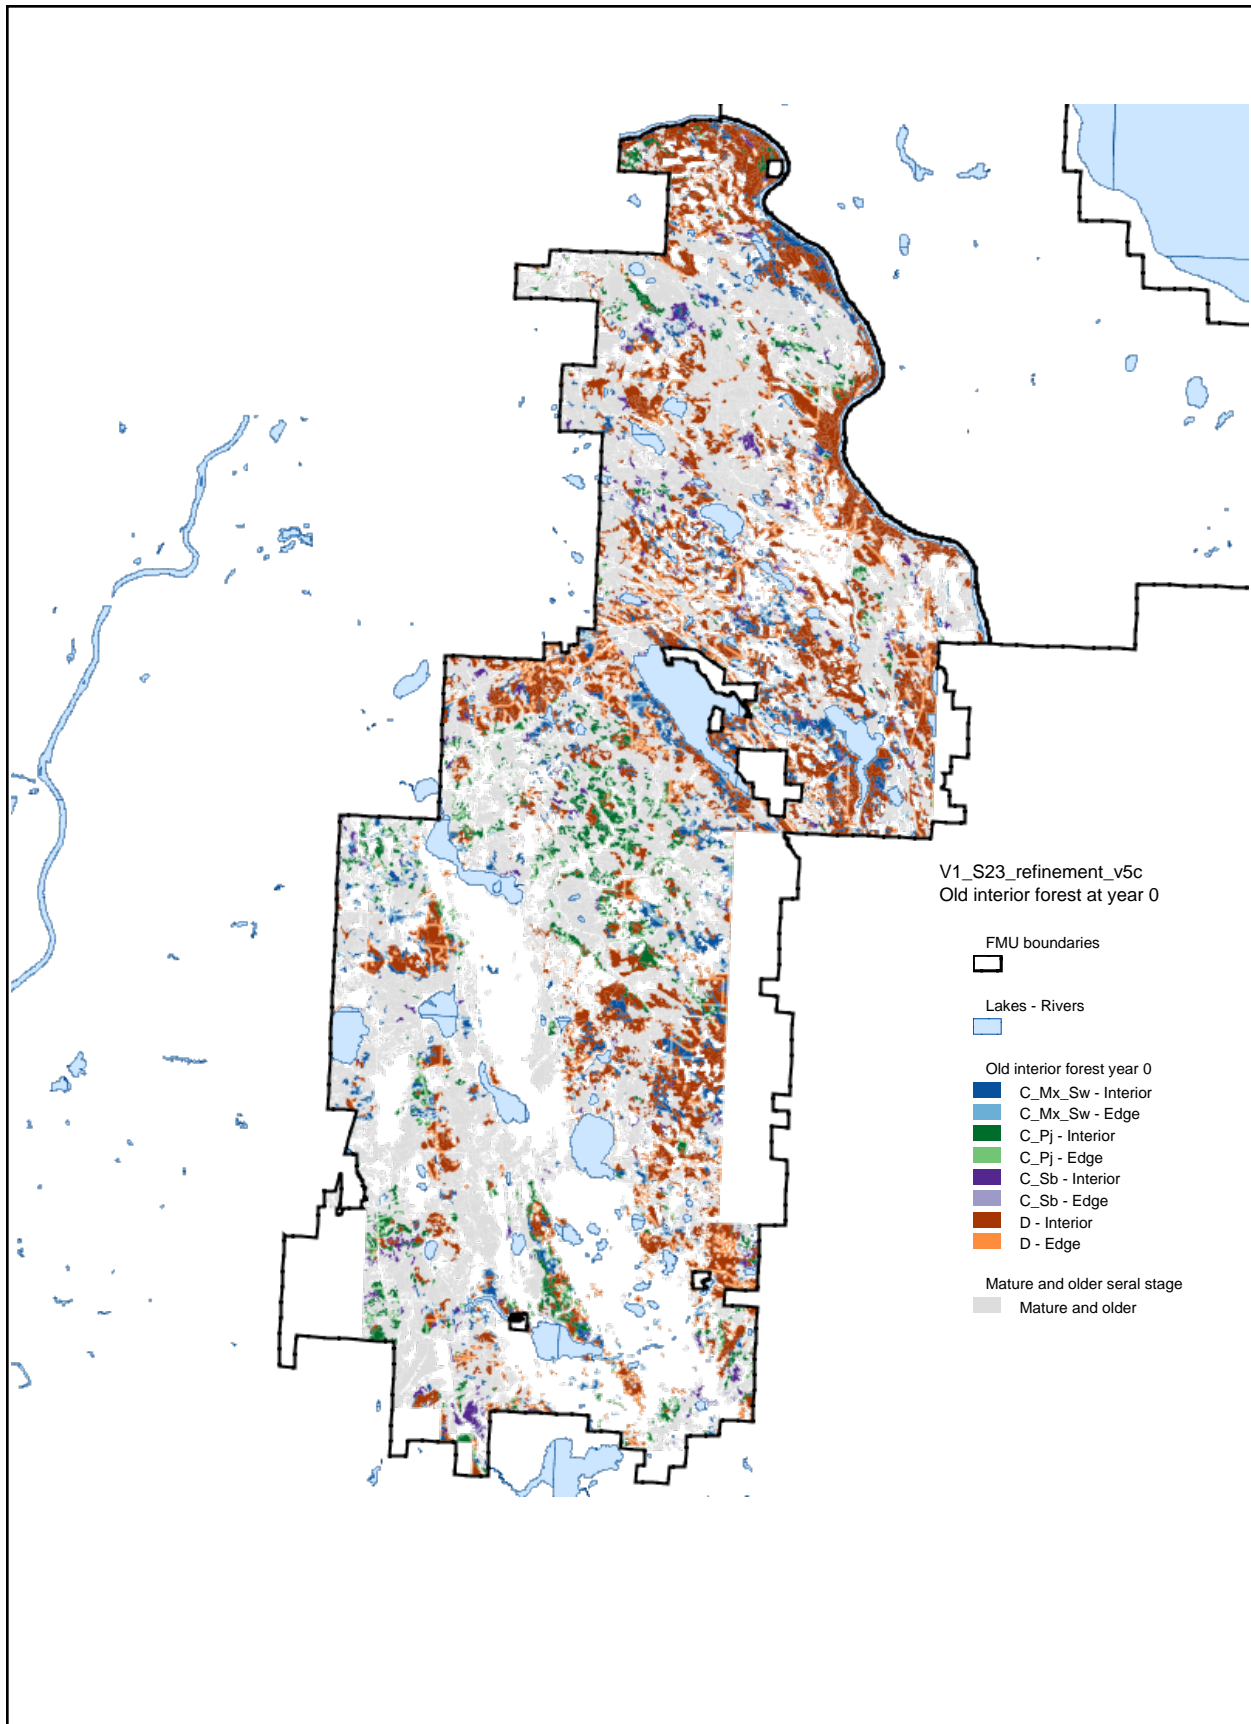 V1_S23_refinement_v5c
Old interior forest at year 0
FMU boundaries
Lakes - Rivers
Old interior forest year 0
C_Mx_Sw - Interior
C_Mx_Sw - Edge
C_Pj - Interior
C_Pj - Edge
C_Sb - Interior
C_Sb - Edge
D - Interior
D - Edge
Mature and older seral stage
Mature and older